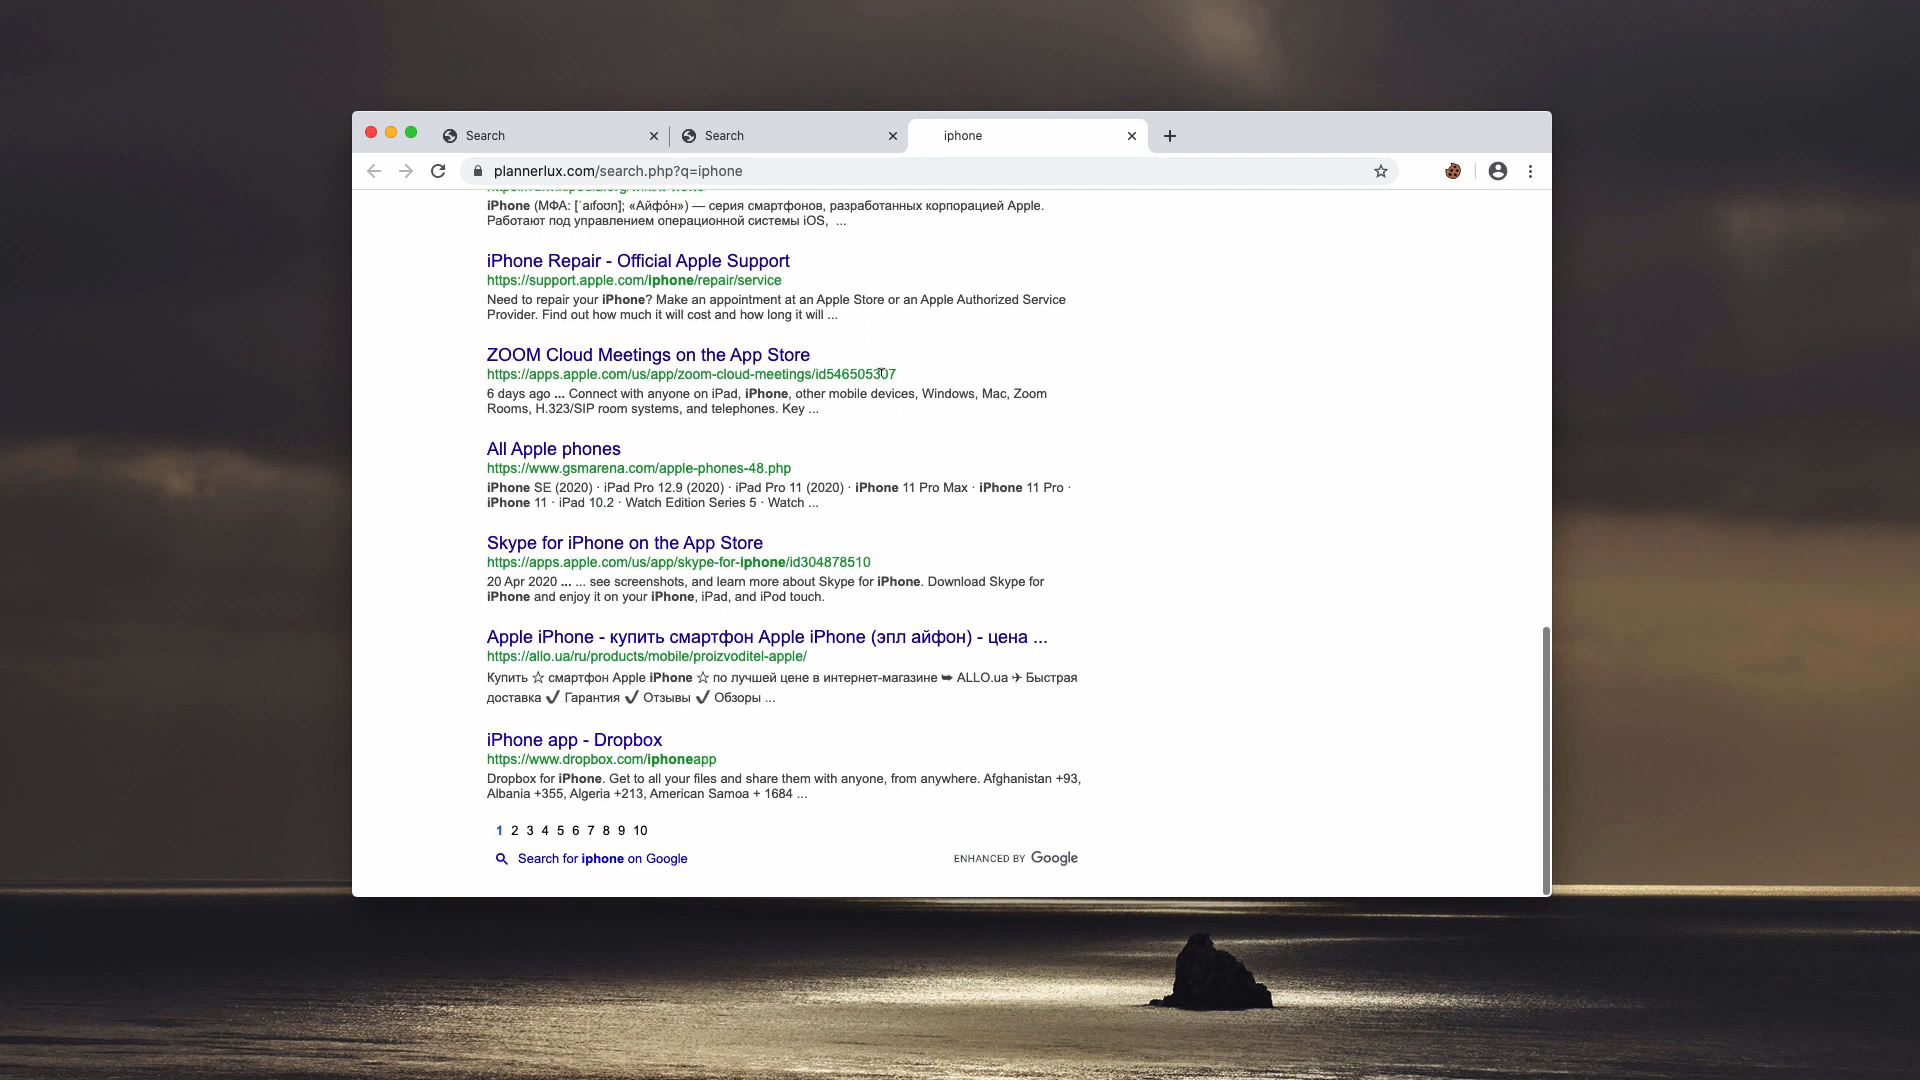 Search
Search
iphone
plannerlux.com/search.php?q=iphone
iPhone (МФА: [ˈaɪfoʊn]; «Айфо́н») — серия смартфонов, разработанных корпорацией Apple.
Работают под управлением операционной системы iOS, ...
iPhone Repair - Official Apple Support
https://support.apple.com/iphone/repair/service
Need to repair your iPhone? Make an appointment at an Apple Store or an Apple Authorized Service
Provider. Find out how much it will cost and how long it will ...
ZOOM Cloud Meetings on the App Store
https://apps.apple.com/us/app/zoom-cloud-meetings/id546505307
6 days ago ... Connect with anyone on iPad, iPhone, other mobile devices, Windows, Mac, Zoom
Rooms, H.323/SIP room systems, and telephones. Key ...
All Apple phones
https://www.gsmarena.com/apple-phones-48.php
iPhone SE (2020) · iPad Pro 12.9 (2020) · iPad Pro 11 (2020) · iPhone 11 Pro Max · iPhone 11 Pro ·
iPhone 11 · iPad 10.2 · Watch Edition Series 5 · Watch ...
Skype for iPhone on the App Store
https://apps.apple.com/us/app/skype-for-iphone/id304878510
20 Apr 2020 ... ... see screenshots, and learn more about Skype for iPhone. Download Skype for
iPhone and enjoy it on your iPhone, iPad, and iPod touch.
Apple iPhone - купить смартфон Apple iPhone (эпл айфон) - цена ...
https://allo.ua/ru/products/mobile/proizvoditel-apple/
Купить ☆ смартфон Apple iPhone ☆ по лучшей цене в интернет-магазине ➥ ALLO.ua ✈ Быстрая
доставка ✔ Гарантия ✔ Отзывы ✔ Обзоры ...
iPhone app - Dropbox
https://www.dropbox.com/iphoneapp
Dropbox for iPhone. Get to all your files and share them with anyone, from anywhere. Afghanistan +93,
Albania +355, Algeria +213, American Samoa + 1684 ...
1 2 3 4 5 6 7 8 9 10
Search for iphone on Google
ENHANCED BY Google